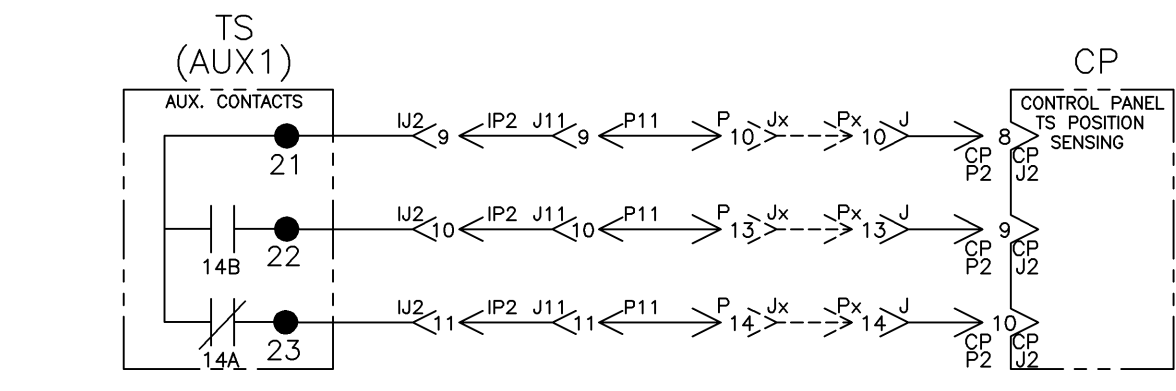 TS
(AUX1)
CP
AUX. CONTACTS
CONTROL PANEL
TS POSITION
SENSING
21
IJ2 9 IP2 J11 9 P11 P 10 Jx Px 10 J 8
CP CP
P2 J2
14B
22
IJ2 10 IP2 J11 10 P11 P 13 Jx Px 13 J 9
CP CP
P2 J2
14A
23
IJ2 11 IP2 J11 11 P11 P 14 Jx Px 14 J 10
CP CP
P2 J2